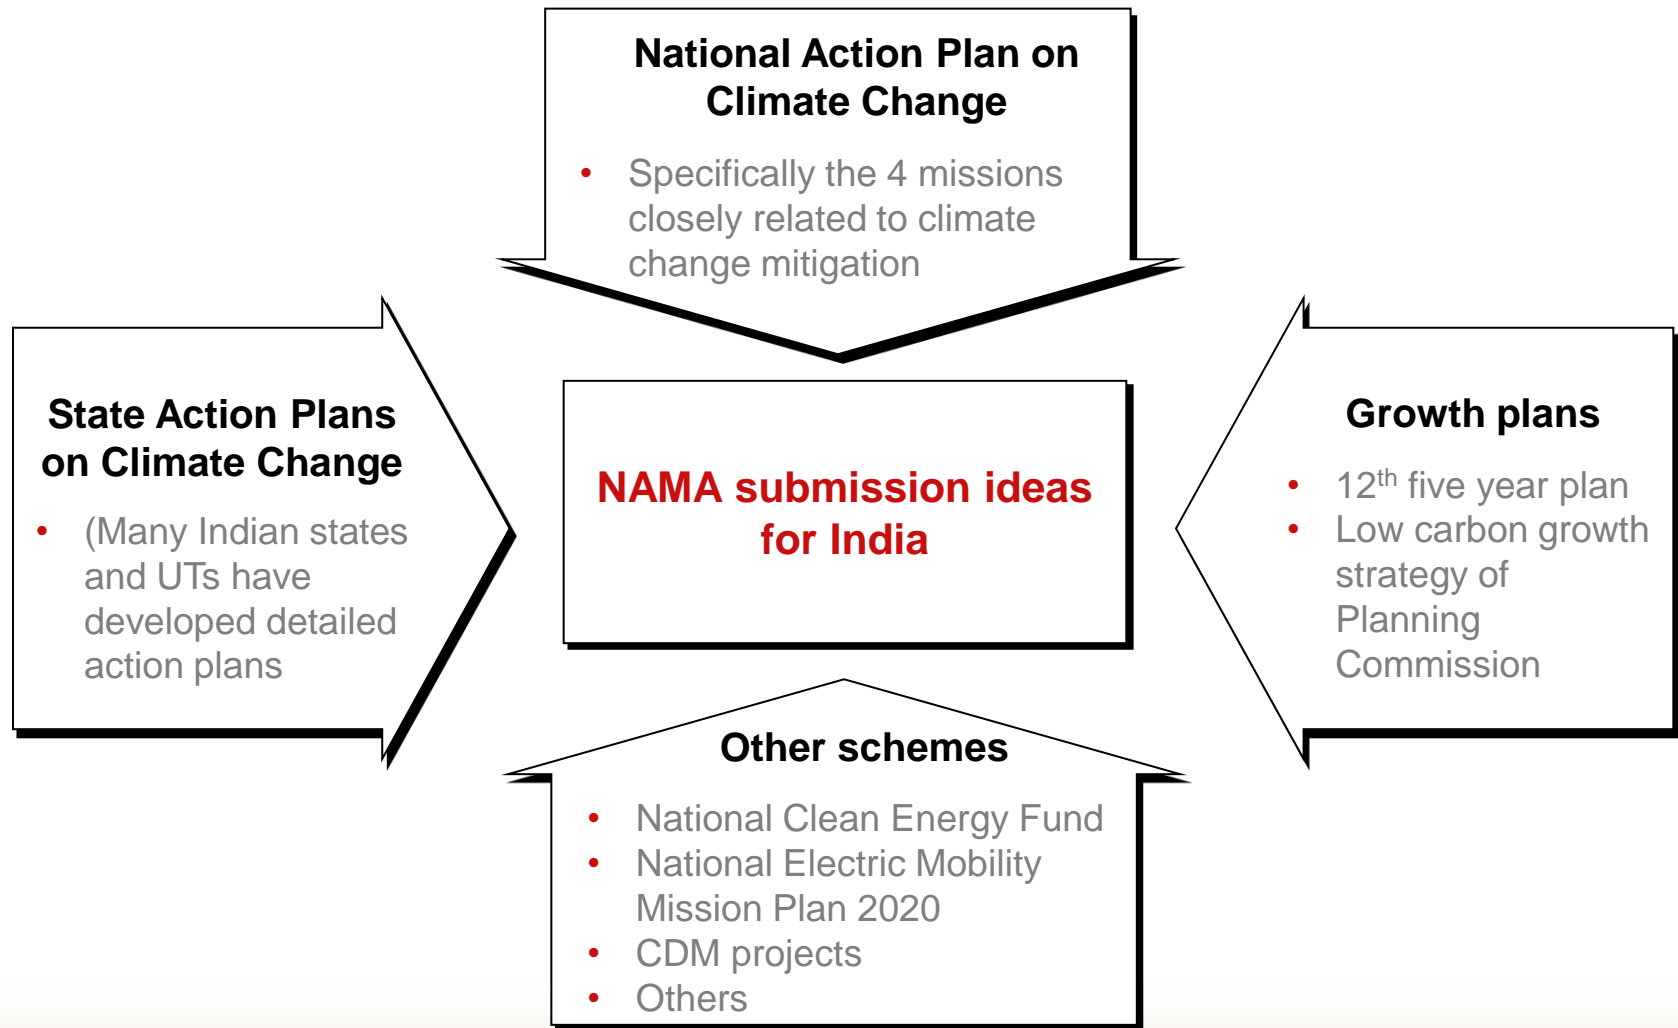 National Action Plan on
Climate Change
• Specifically the 4 missions
closely related to climate
change mitigation
State Action Plans
on Climate Change
• (Many Indian states
and UTs have
developed detailed
action plans
NAMA submission ideas
for India
Growth plans
• 12th five year plan
• Low carbon growth
strategy of
Planning
Commission
Other schemes
• National Clean Energy Fund
• National Electric Mobility
Mission Plan 2020
• CDM projects
• Others